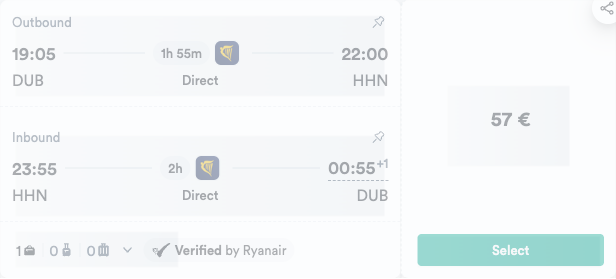 Outbound
19:05 1h 55m 22:00
DUB Direct HHN
57 €
Inbound
23:55 2h 00:55+1
HHN Direct DUB
1 0 0 Verified by Ryanair
Select